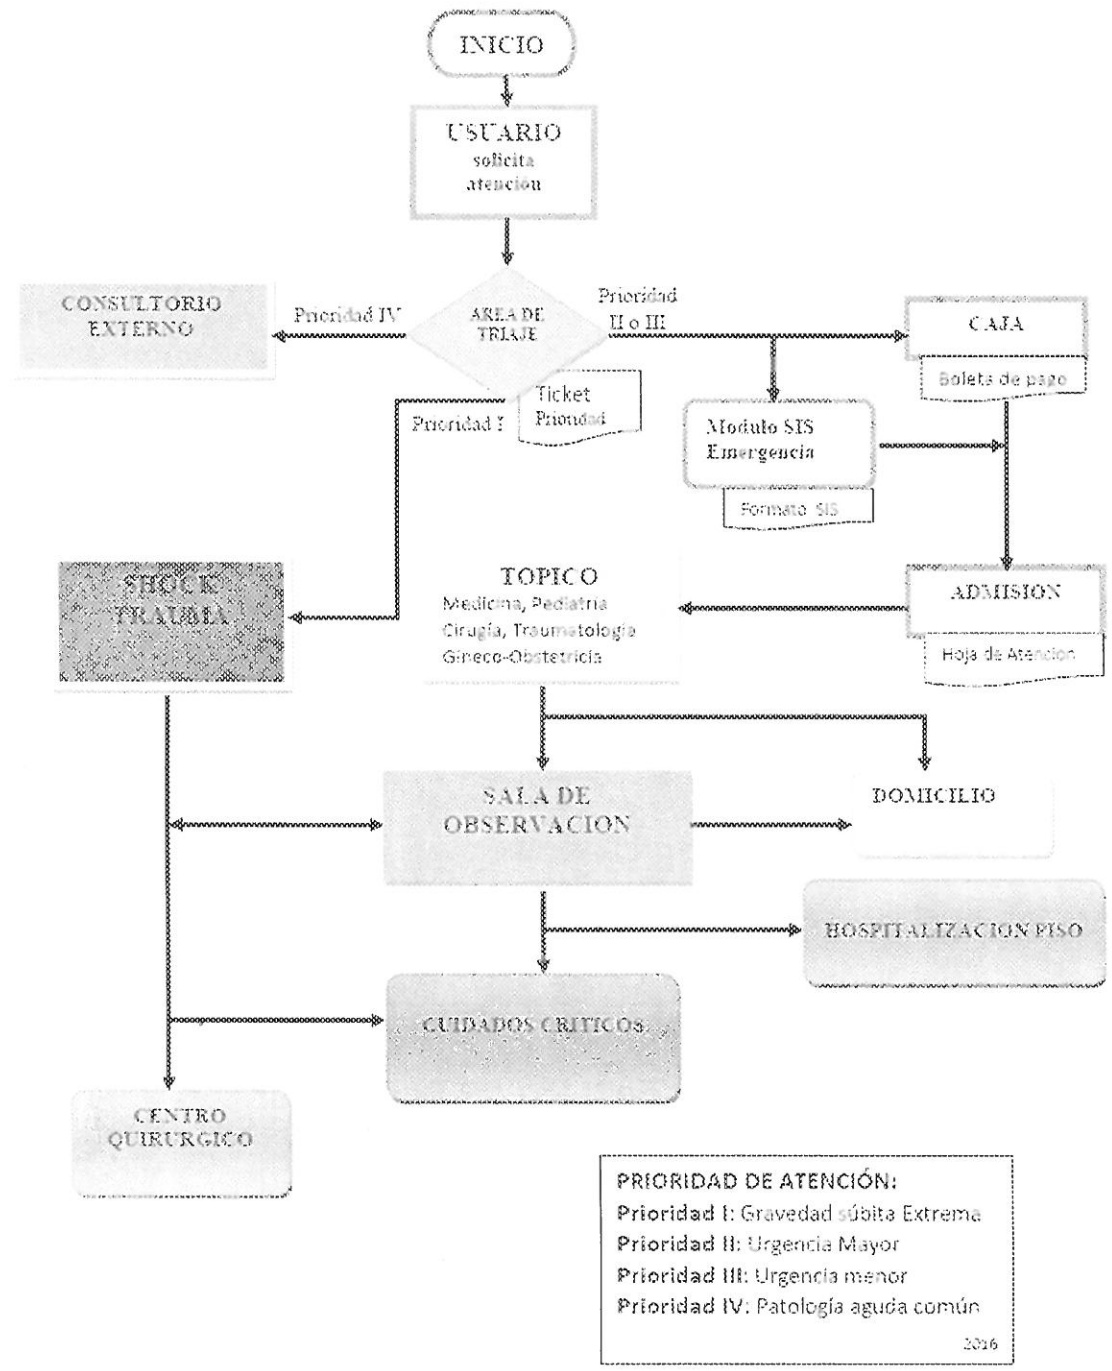 INICIO
USUARIO
solicita
atención
CONSULTORIO
EXTERNO
Prioridad IV
AREA DE
TRIAJE
Prioridad
II o III
CAJA
Boleta de pago
Ticket
Prioridad
Prioridad I
Modulo SIS
Emergencia
Formato SIS
SHOCK
TRAUMA
TOPICO
Medicina, Pediatria
Cirugía, Traumatologia
Gineco-Obstetricia
ADMISION
Hoja de Atencion
SALA DE
OBSERVACION
DOMICILIO
HOSPITALIZACION PISO
CUIDADOS CRITICOS
CENTRO
QUIRURGICO
PRIORIDAD DE ATENCIÓN:
Prioridad I: Gravedad súbita Extrema
Prioridad II: Urgencia Mayor
Prioridad III: Urgencia menor
Prioridad IV: Patología aguda común
2016